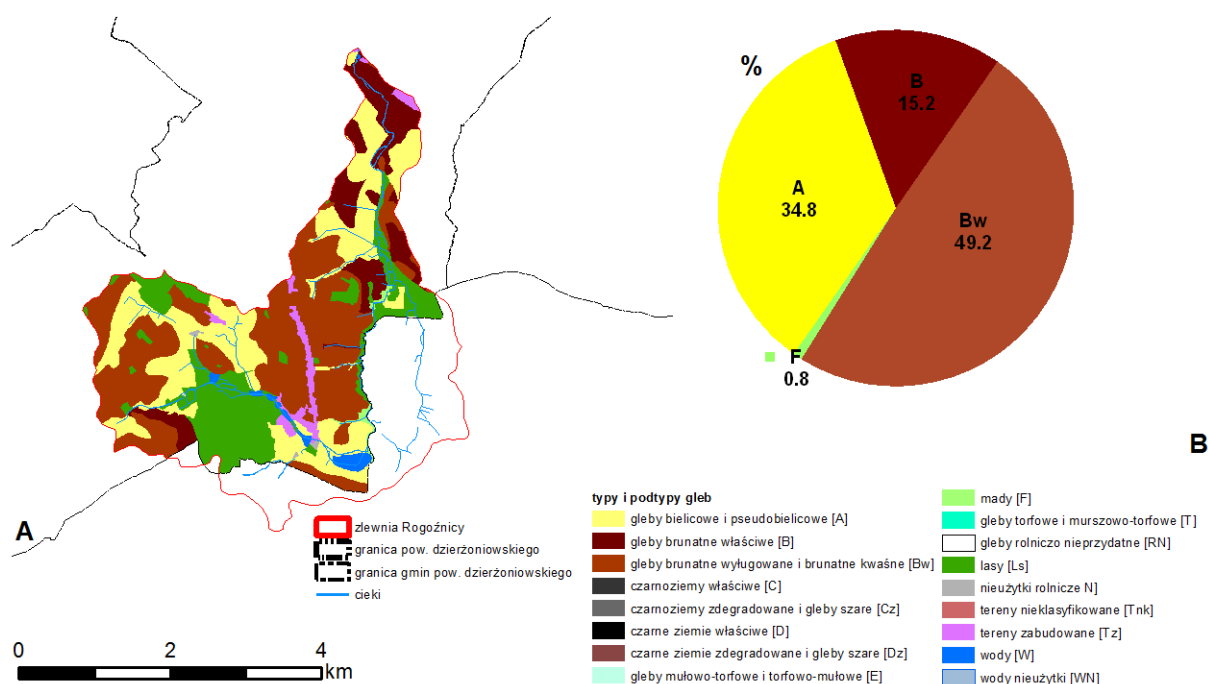 %
B
15.2
A
34.8
Bw
49.2
F
0.8
B
A
zlewnia Rogoźnicy
granica pow. dzierżoniowskiego
granica gmin pow. dzierżoniowskiego
cieki
0 2 4
km
typy i podtypy gleb
gleby bielicowe i pseudobielicowe [A]
gleby brunatne właściwe [B]
gleby brunatne wyługowane i brunatne kwaśne [Bw]
czarnoziemy właściwe [C]
czarnoziemy zdegradowane i gleby szare [Cz]
czarne ziemie właściwe [D]
czarne ziemie zdegradowane i gleby szare [Dz]
gleby mułowo-torfowe i torfowo-mułowe [E]
mady [F]
gleby torfowe i murszowo-torfowe [T]
gleby rolniczo nieprzydatne [RN]
lasy [Ls]
nieużytki rolnicze N]
tereny nieklasyfikowane [Tnk]
tereny zabudowane [Tz]
wody [W]
wody nieużytki [WN]